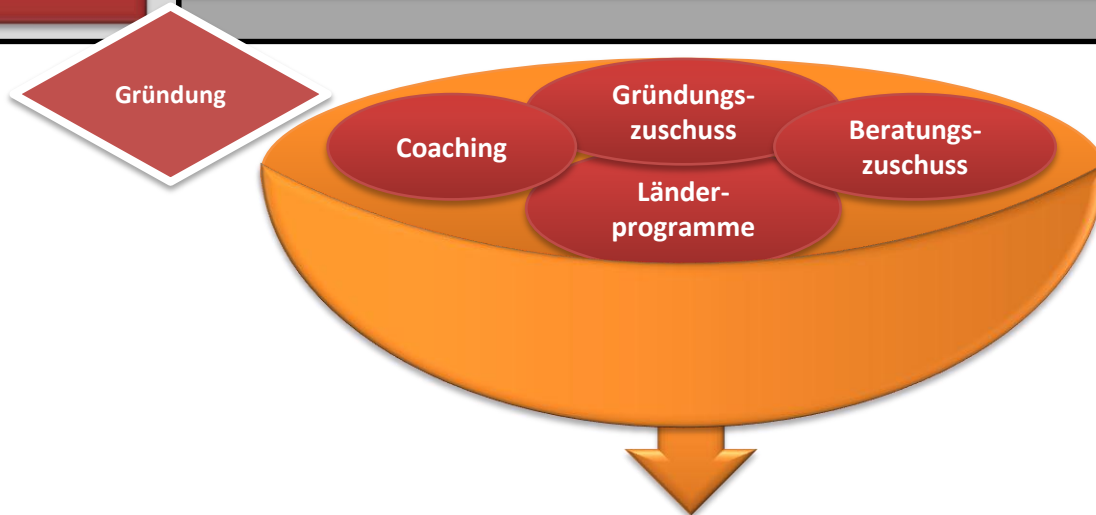 Gründung
Gründungs-
zuschuss
Coaching
Beratungs-
zuschuss
Länder-
programme